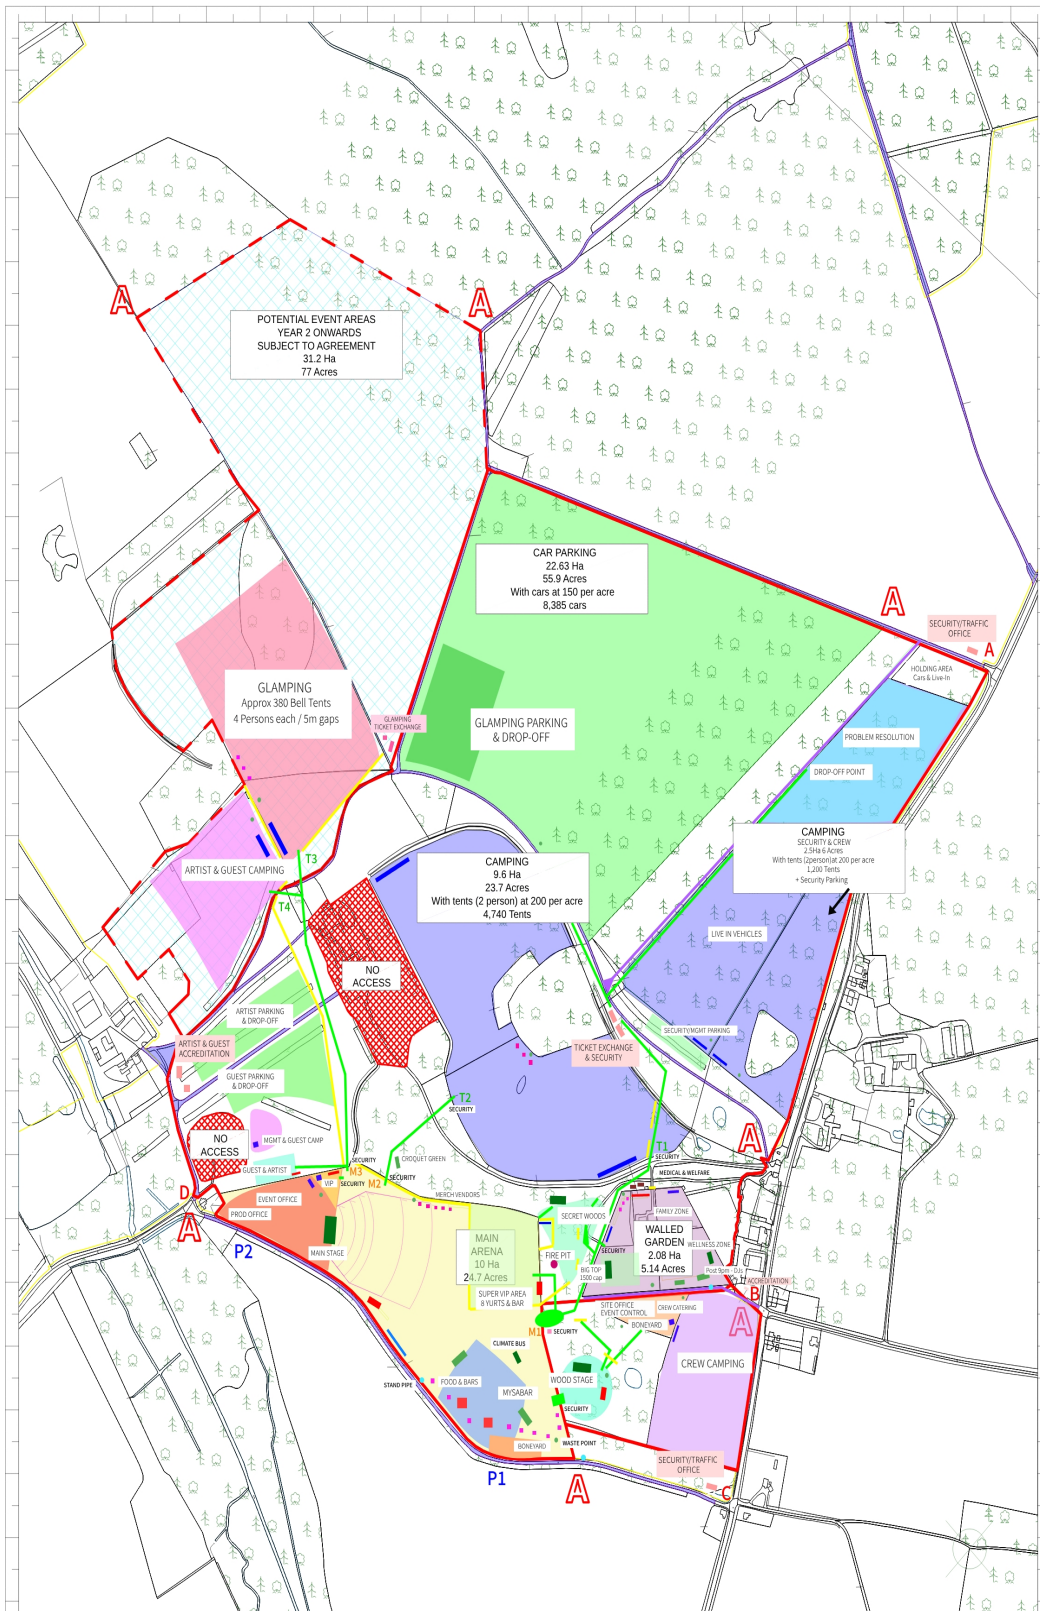 A
A
POTENTIAL EVENT AREAS
YEAR 2 ONWARDS
SUBJECT TO AGREEMENT
31.2 Ha
77 Acres
CAR PARKING
22.63 Ha
55.9 Acres
With cars at 150 per acre
8,385 cars
A
SECURITY/TRAFFIC
OFFICE
A
HOLDING AREA
Cars & Live-In
GLAMPING
Approx 380 Bell Tents
4 Persons each / 5m gaps
GLAMPING
TICKET EXCHANGE
GLAMPING PARKING
& DROP-OFF
PROBLEM RESOLUTION
DROP-OFF POINT
CAMPING
SECURITY & CREW
2.5Ha 6 Acres
With tents (2person)at 200 per acre
1,200 Tents
+ Security Parking
T3
ARTIST & GUEST CAMPING
T4
CAMPING
9.6 Ha
23.7 Acres
With tents (2 person) at 200 per acre
4,740 Tents
LIVE IN VEHICLES
NO
ACCESS
ARTIST PARKING
& DROP-OFF
ARTIST & GUEST
ACCREDITATION
SECURITY/MGMT PARKING
TICKET EXCHANGE
& SECURITY
GUEST PARKING
& DROP-OFF
T2
SECURITY
NO
ACCESS
MGMT & GUEST CAMP
T1
SECURITY
A
GUEST & ARTIST
SECURITY
M3
CROQUET GREEN
SECURITY
M2
SECURITY
VIP
MEDICAL & WELFARE
D
EVENT OFFICE
PROD OFFICE
A
MERCH VENDORS
SECRET WOODS
FAMILY ZONE
P2
MAIN STAGE
MAIN
ARENA
10 Ha
24.7 Acres
FIRE PIT
SECURITY
WALLED
GARDEN
2.08 Ha
5.14 Acres
WELLNESS ZONE
BIG TOP
1500 cap
Post 9pm - DJs
ACCREDITATION
B
SUPER VIP AREA
8 YURTS & BAR
SITE OFFICE
EVENT CONTROL
CREW CATERING
BONEYARD
A
M1
SECURITY
CLIMATE BUS
STAND PIPE
FOOD & BARS
MYSABAR
WOOD STAGE
CREW CAMPING
SECURITY
BONEYARD
WASTE POINT
SECURITY/TRAFFIC
OFFICE
P1
A
C